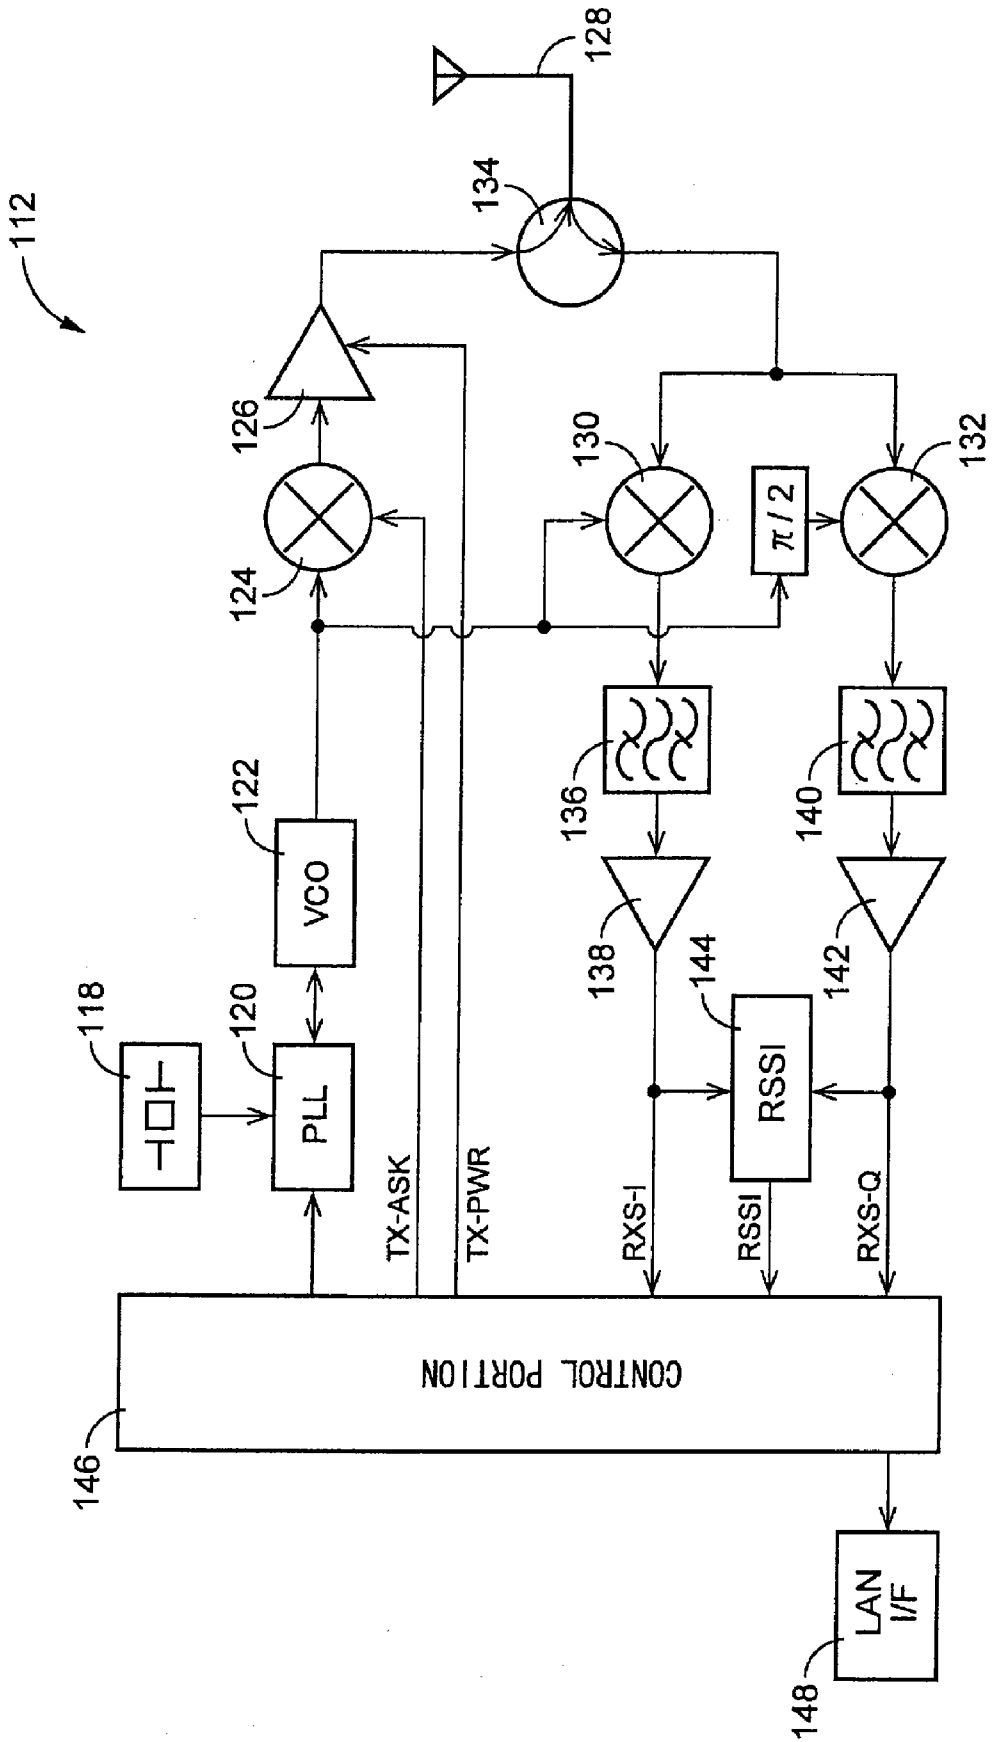 112
118
120
PLL
122
VCO
124
126
134
128
TX-ASK
TX-PWR
130
132
π/2
136
138
140
142
144
RSSI
RXS-I
RSSI
RXS-Q
146
CONTROL PORTION
148
LAN
I/F